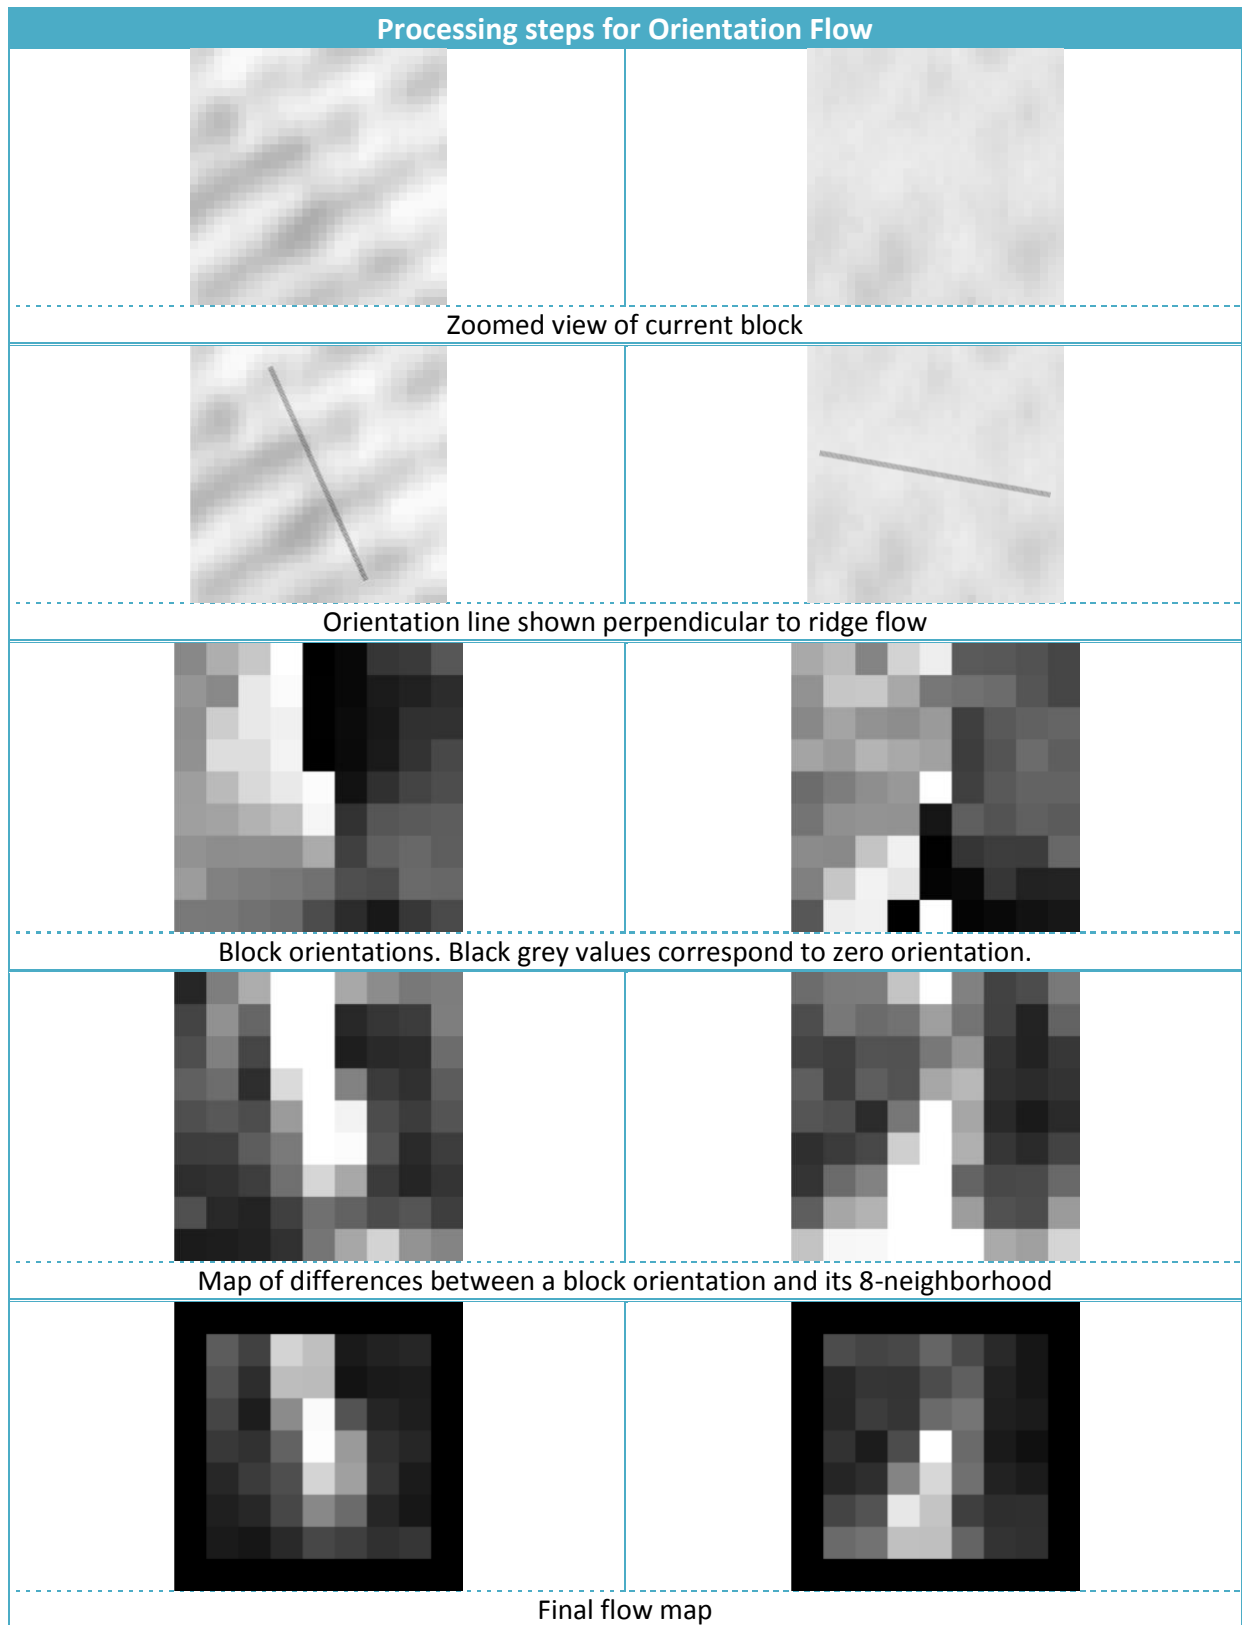 Processing steps for Orientation Flow
Zoomed view of current block
Orientation line shown perpendicular to ridge flow
Block orientations. Black grey values correspond to zero orientation.
Map of differences between a block orientation and its 8-neighborhood
Final flow map